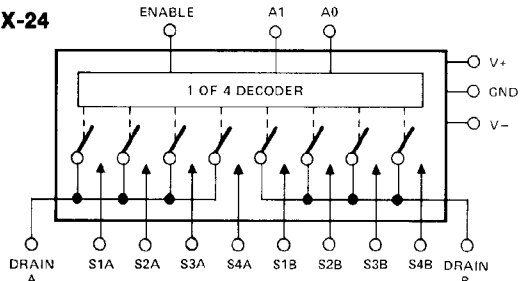 X-24
ENABLE A1 A0
V+
1 OF 4 DECODER
GND
V−
DRAIN A S1A S2A S3A S4A S1B S2B S3B S4B DRAIN